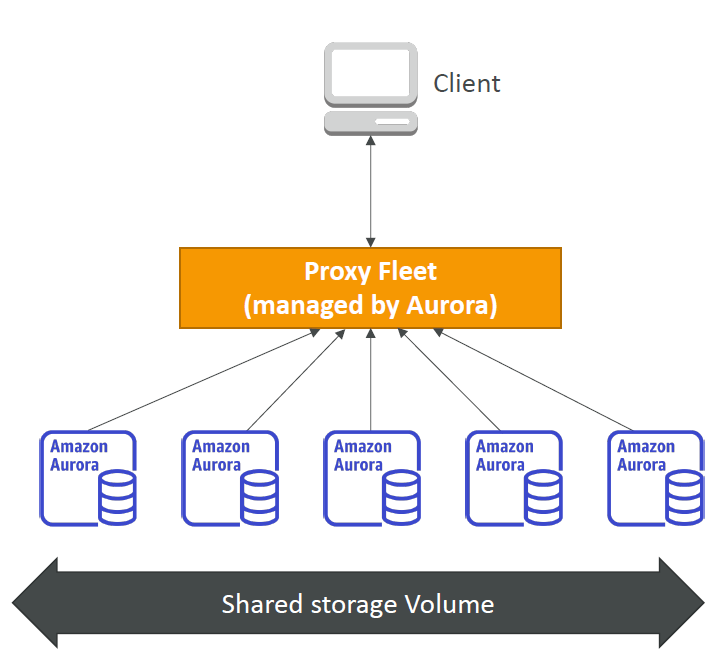 Client
Proxy Fleet
(managed by Aurora)
Amazon
Aurora
Amazon
Aurora
Amazon
Aurora
Amazon
Aurora
Amazon
Aurora
Shared storage Volume